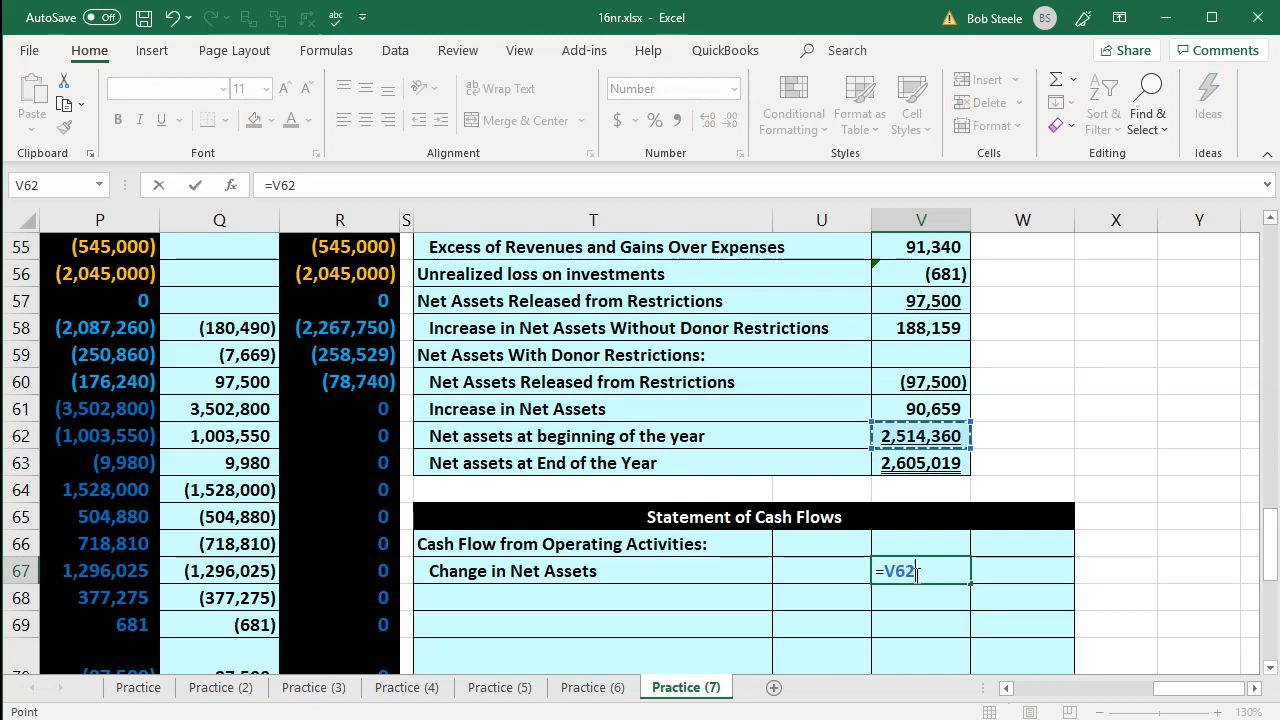 AutoSave Off abc 16nr.xlsx - Excel Bob Steele BS
File Home Insert Page Layout Formulas Data Review View Add-ins Help QuickBooks Search Share Comments
11 A A ab Wrap Text Number Insert Σ
Paste Conditional Format as Cell Delete Sort & Find & Ideas
B I U A Merge & Center $ % , Formatting Table Styles Format Filter Select
Clipboard Font Alignment Number Styles Cells Editing Ideas
V62 fx =V62
P Q R S T U V W X Y
55 (545,000) (545,000) Excess of Revenues and Gains Over Expenses 91,340
56 (2,045,000) (2,045,000) Unrealized loss on investments (681)
57 0 0 Net Assets Released from Restrictions 97,500
58 (2,087,260) (180,490) (2,267,750) Increase in Net Assets Without Donor Restrictions 188,159
59 (250,860) (7,669) (258,529) Net Assets With Donor Restrictions:
60 (176,240) 97,500 (78,740) Net Assets Released from Restrictions (97,500)
61 (3,502,800) 3,502,800 0 Increase in Net Assets 90,659
62 (1,003,550) 1,003,550 0 Net assets at beginning of the year 2,514,360
63 (9,980) 9,980 0 Net assets at End of the Year 2,605,019
64 1,528,000 (1,528,000) 0
65 504,880 (504,880) 0 Statement of Cash Flows
66 718,810 (718,810) 0 Cash Flow from Operating Activities:
67 1,296,025 (1,296,025) 0 Change in Net Assets =V62
68 377,275 (377,275) 0
69 681 (681) 0
Practice Practice (2) Practice (3) Practice (4) Practice (5) Practice (6) Practice (7)
Point 130%